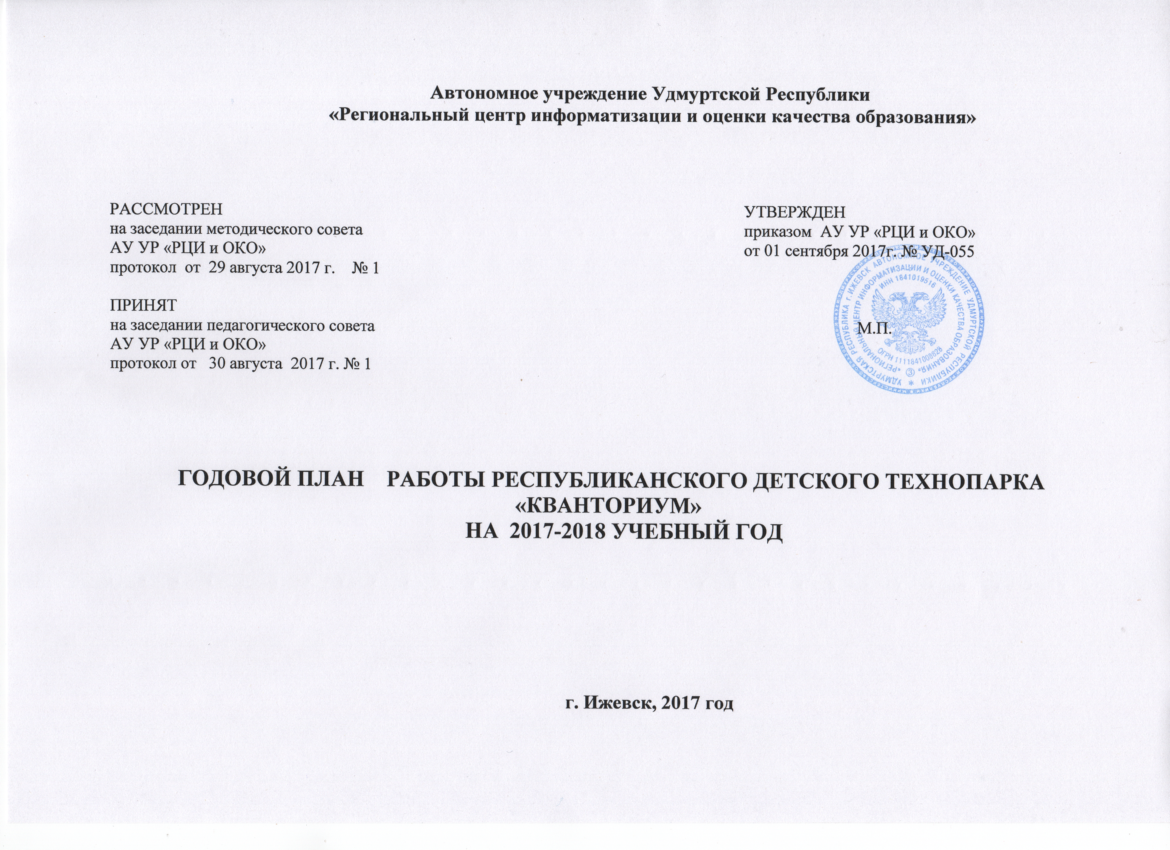 Автономное учреждение Удмуртской Республики
«Региональный центр информатизации и оценки качества образования»
РАССМОТРЕН
на заседании методического совета
АУ УР «РЦИ и ОКО»
протокол от 29 августа 2017 г. № 1
УТВЕРЖДЕН
приказом АУ УР «РЦИ и ОКО»
от 01 сентября 2017г. № УД-055
ПРИНЯТ
на заседании педагогического совета
АУ УР «РЦИ и ОКО»
протокол от 30 августа 2017 г. № 1
М.П.
ГОДОВОЙ ПЛАН РАБОТЫ РЕСПУБЛИКАНСКОГО ДЕТСКОГО ТЕХНОПАРКА
«КВАНТОРИУМ»
НА 2017-2018 УЧЕБНЫЙ ГОД
г. Ижевск, 2017 год